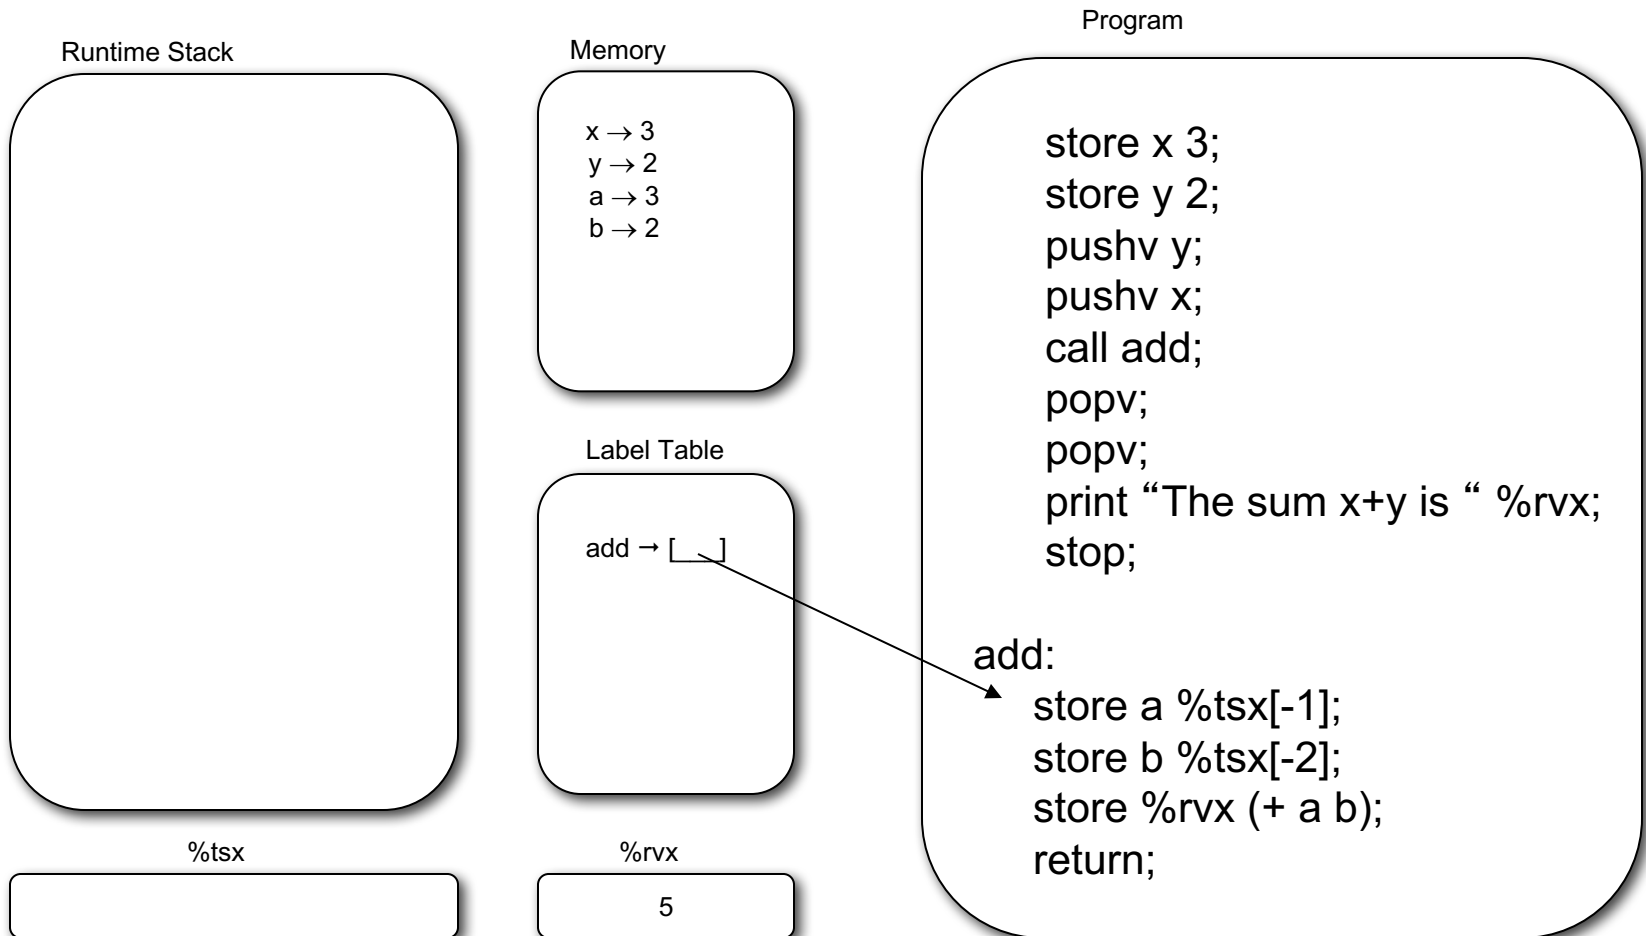 Runtime Stack
%tsx
Memory
x → 3
y → 2
a → 3
b → 2
Label Table
add → [___]
%rvx
5
Program
store x 3;
store y 2;
pushv y;
pushv x;
call add;
popv;
popv;
print “The sum x+y is “ %rvx;
stop;
add:
store a %tsx[-1];
store b %tsx[-2];
store %rvx (+ a b);
return;